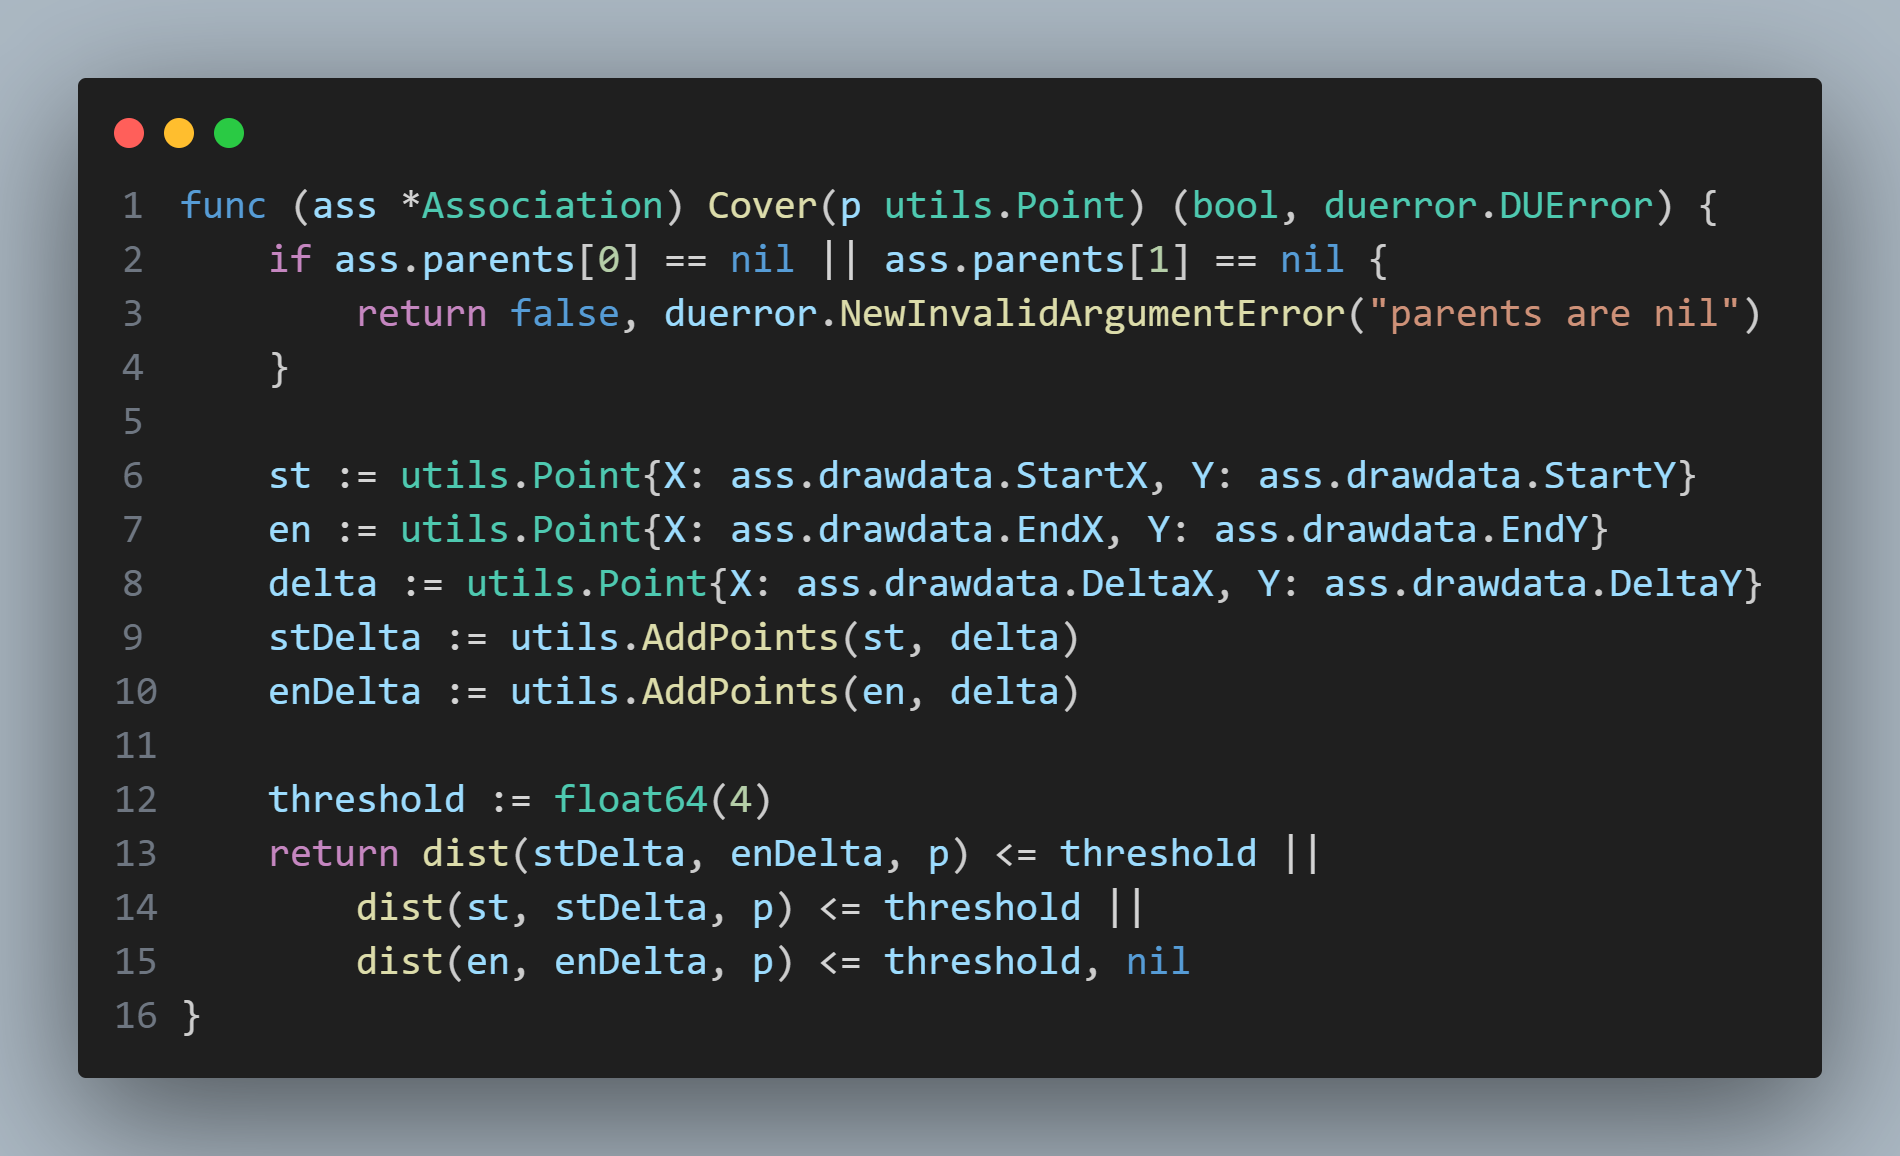 1 func (ass *Association) Cover(p utils.Point) (bool, duerror.DUError) {
2     if ass.parents[0] == nil || ass.parents[1] == nil {
3         return false, duerror.NewInvalidArgumentError("parents are nil")
4     }
5
6     st := utils.Point{X: ass.drawdata.StartX, Y: ass.drawdata.StartY}
7     en := utils.Point{X: ass.drawdata.EndX, Y: ass.drawdata.EndY}
8     delta := utils.Point{X: ass.drawdata.DeltaX, Y: ass.drawdata.DeltaY}
9     stDelta := utils.AddPoints(st, delta)
10     enDelta := utils.AddPoints(en, delta)
11
12     threshold := float64(4)
13     return dist(stDelta, enDelta, p) <= threshold ||
14         dist(st, stDelta, p) <= threshold ||
15         dist(en, enDelta, p) <= threshold, nil
16 }